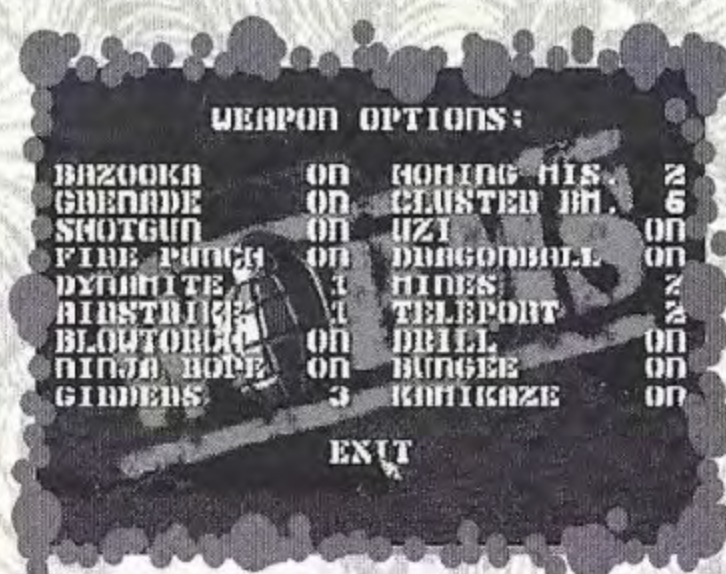 WEAPON OPTIONS:
BAZOOKA ON HOMING MIS. 2
GRENADE ON CLUSTER BM. 5
SHOTGUN ON UZI ON
FIRE PUNCH ON DRAGONBALL ON
DYNAMITE 1 MINES 2
AIRSTRIKE 1 TELEPORT 2
BLOWTORCH ON DRILL ON
NINJA ROPE ON BUNGEE ON
GIRDERS 3 KAMIKAZE ON
EXIT